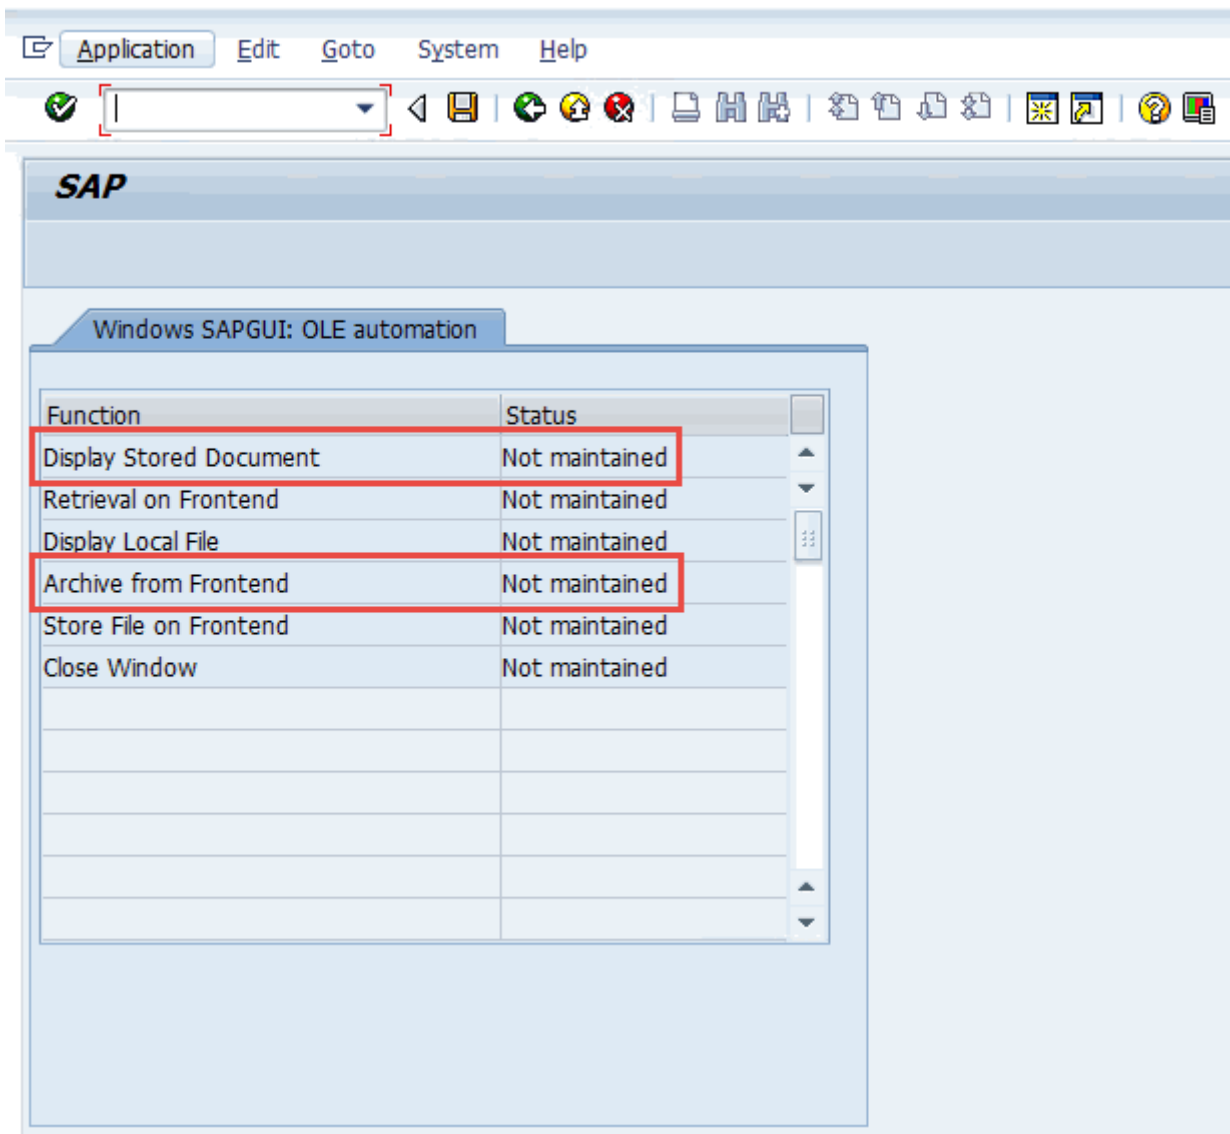 Application Edit Goto System Help
SAP
Windows SAPGUI: OLE automation
Function Status
Display Stored Document Not maintained
Retrieval on Frontend Not maintained
Display Local File Not maintained
Archive from Frontend Not maintained
Store File on Frontend Not maintained
Close Window Not maintained